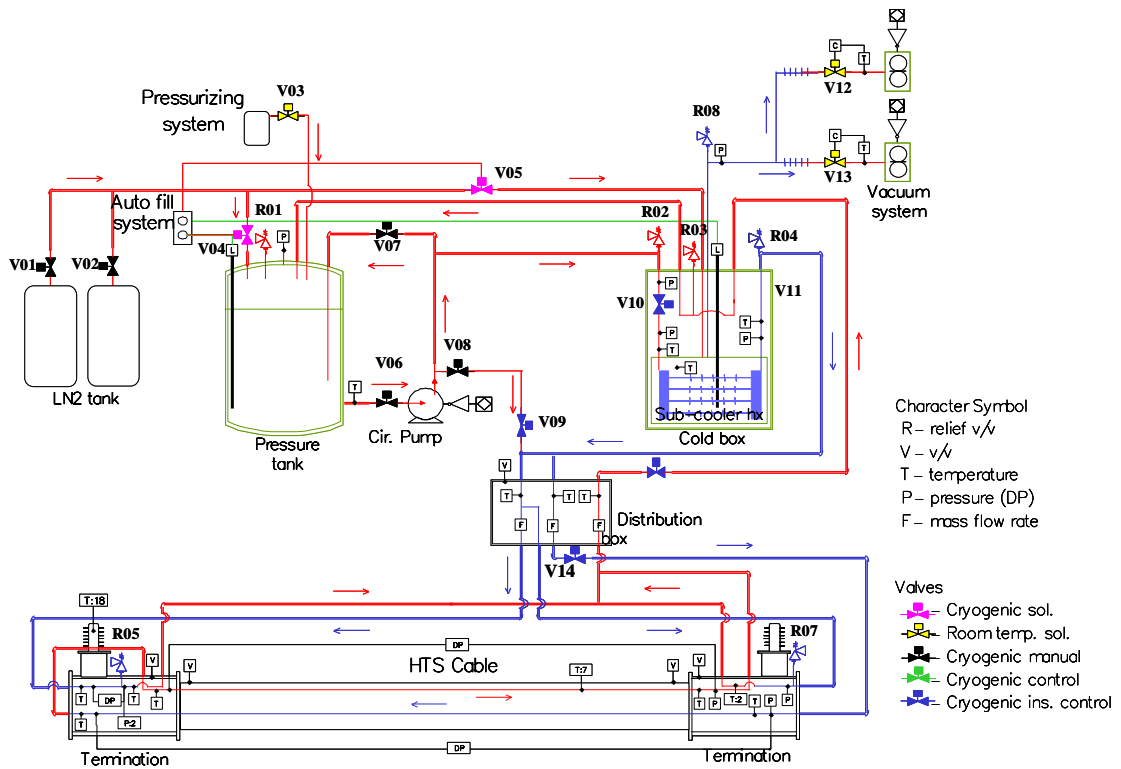 V03
Pressurizing
system
C
T
V12
R08
P
C
T
V13
Vacuum
system
V05
Auto fill
system
R01
P
V04
L
V07
R02
R03
L
R04
V01
V02
V10
V11
P
P
T
T
P
T
Sub-cooler hx
Cold box
LN2 tank
T
V06
V08
Cir. Pump
Pressure
tank
V09
V
T
T
T
F
F
F
Distribution
box
V14
Character Symbol
R - relief v/v
V - v/v
T - temperature
P - pressure (DP)
F - mass flow rate
Valves
Cryogenic sol.
Room temp. sol.
Cryogenic manual
Cryogenic control
Cryogenic ins. control
T:18
R05
V
V
DP
HTS Cable
T:7
V
V
R07
T
DP
T
T
T
P:2
T
P
T:2
P
T
P
DP
Termination
Termination